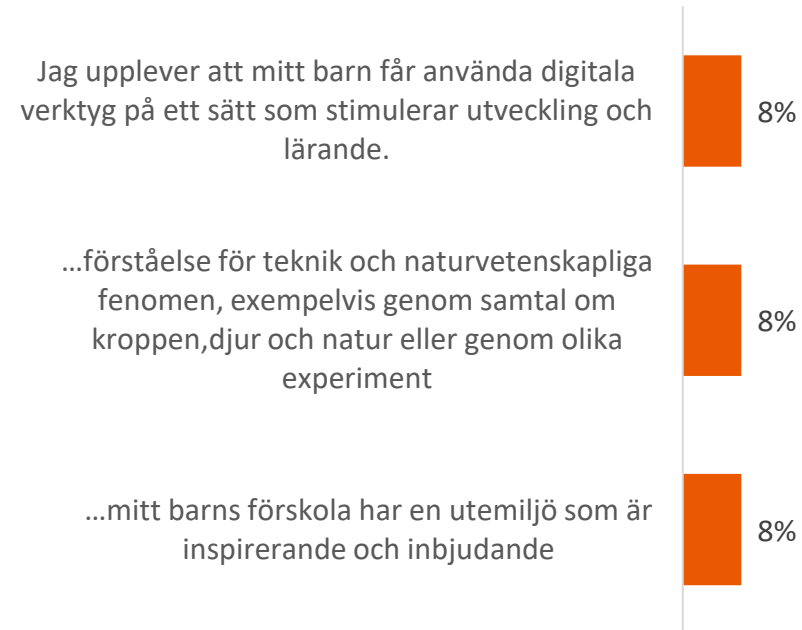 Jag upplever att mitt barn får använda digitala
verktyg på ett sätt som stimulerar utveckling och
lärande.
8%
…förståelse för teknik och naturvetenskapliga
fenomen, exempelvis genom samtal om
kroppen,djur och natur eller genom olika
experiment
8%
…mitt barns förskola har en utemiljö som är
inspirerande och inbjudande
8%